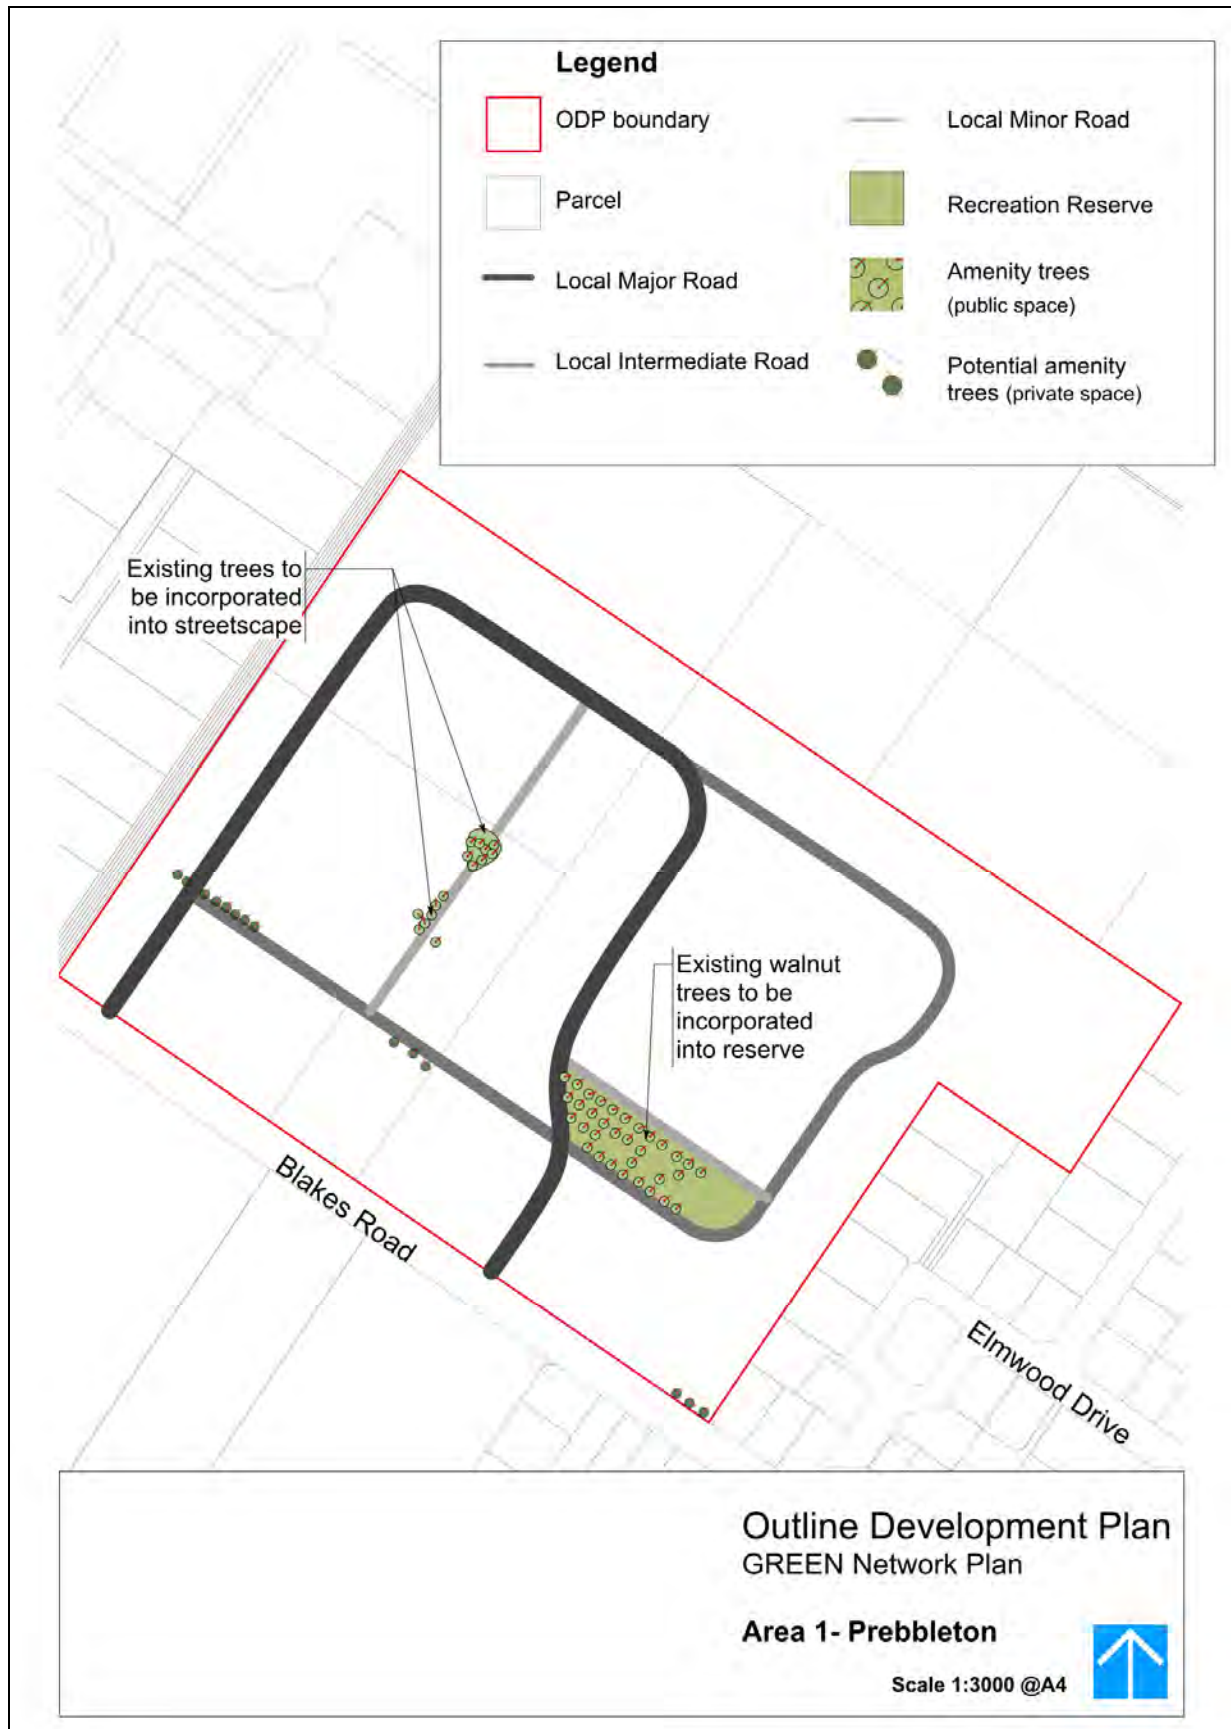 Legend
ODP boundary
Parcel
Local Major Road
Local Intermediate Road
Local Minor Road
Recreation Reserve
Amenity trees
(public space)
Potential amenity
trees (private space)
Existing trees to
be incorporated
into streetscape
Existing walnut
trees to be
incorporated
into reserve
Blakes Road
Elmwood Drive
Outline Development Plan
GREEN Network Plan
Area 1- Prebbleton
Scale 1:3000 @A4